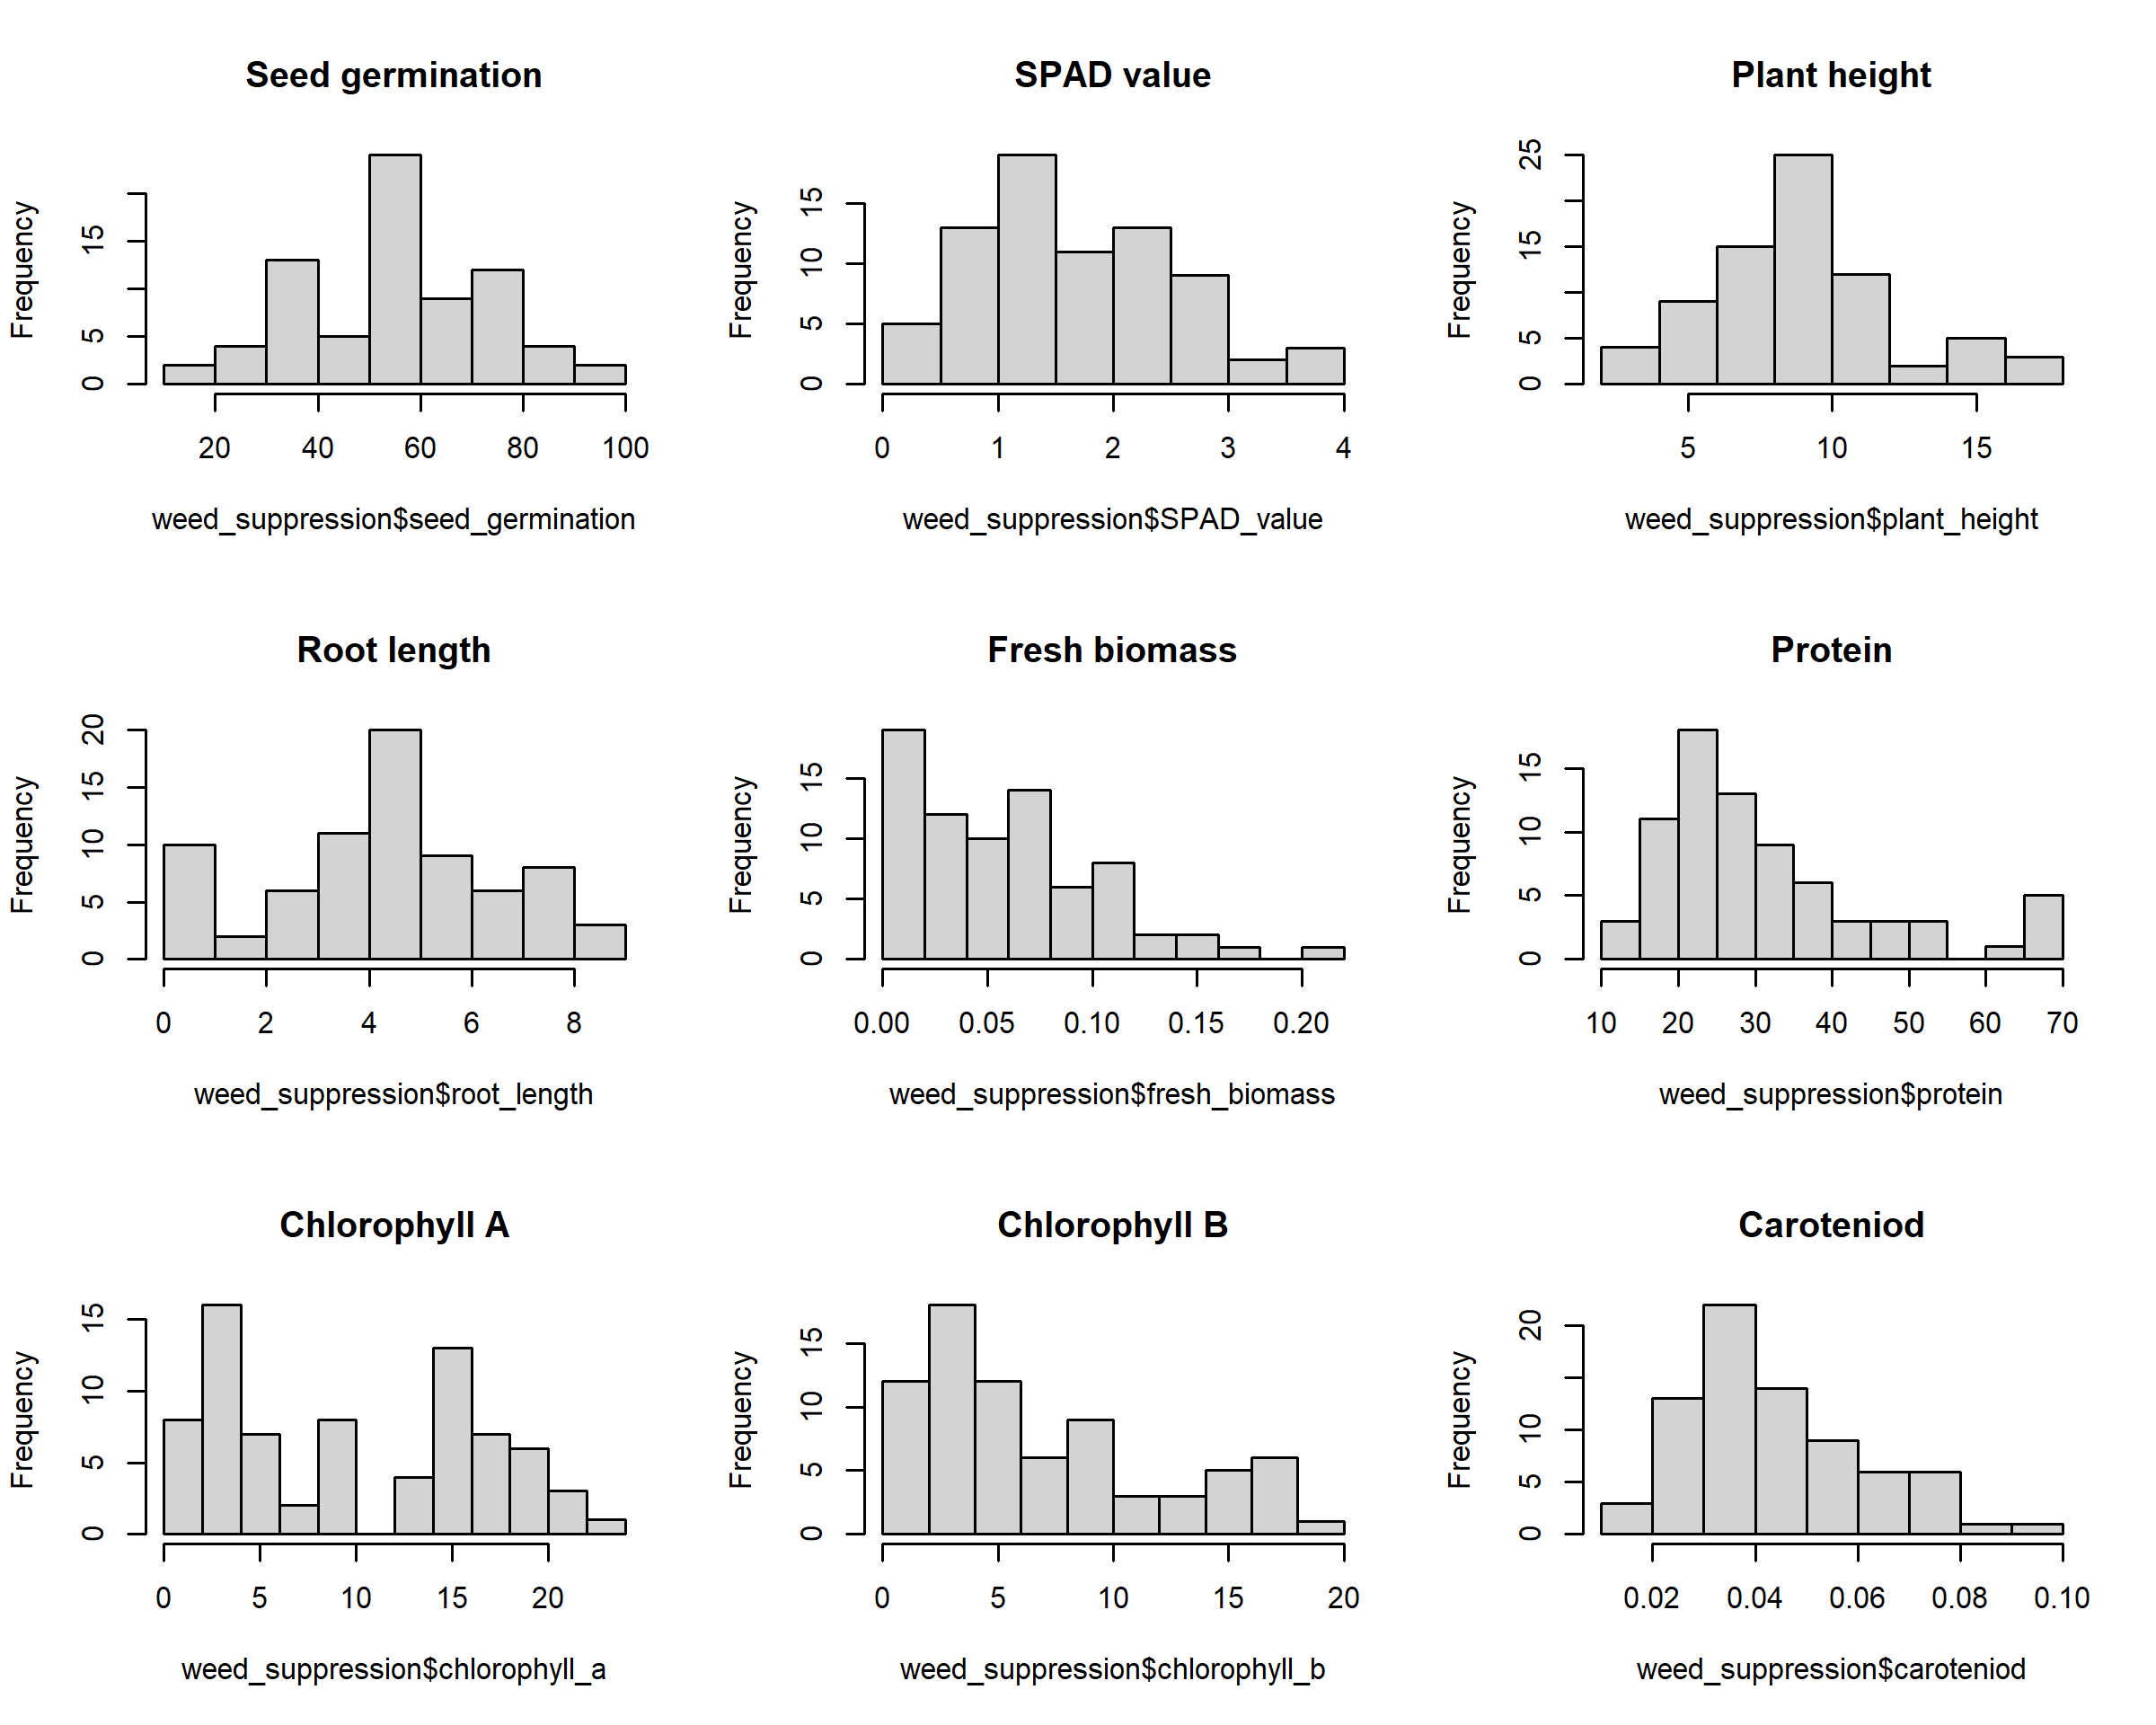 Seed germination
Frequency
0 5 15
20 40 60 80 100
weed_suppression$seed_germination
SPAD value
Frequency
0 5 10 15
0 1 2 3 4
weed_suppression$SPAD_value
Plant height
Frequency
0 5 15 25
5 10 15
weed_suppression$plant_height
Root length
Frequency
0 5 10 15 20
0 2 4 6 8
weed_suppression$root_length
Fresh biomass
Frequency
0 5 10 15
0.00 0.05 0.10 0.15 0.20
weed_suppression$fresh_biomass
Protein
Frequency
0 5 10 15
10 20 30 40 50 60 70
weed_suppression$protein
Chlorophyll A
Frequency
0 5 10 15
0 5 10 15 20
weed_suppression$chlorophyll_a
Chlorophyll B
Frequency
0 5 10 15
0 5 10 15 20
weed_suppression$chlorophyll_b
Caroteniod
Frequency
0 5 10 20
0.02 0.04 0.06 0.08 0.10
weed_suppression$caroteniod